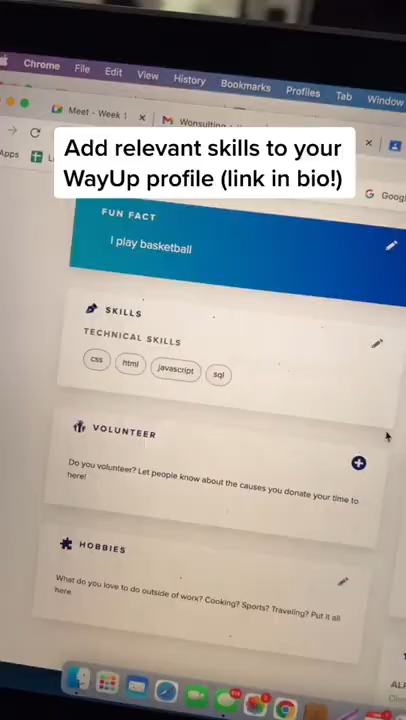 Chrome File Edit View History Bookmarks Profiles Tab Window
Meet - Week
Wonsulting
Apps
Googl
Add relevant skills to your
WayUp profile (link in bio!)
FUN FACT
I play basketball
SKILLS
TECHNICAL SKILLS
css html javascript sql
VOLUNTEER
Do you volunteer? Let people know about the causes you donate your time to
here!
HOBBIES
What do you love to do outside of work? Cooking? Sports? Traveling? Put it all
here